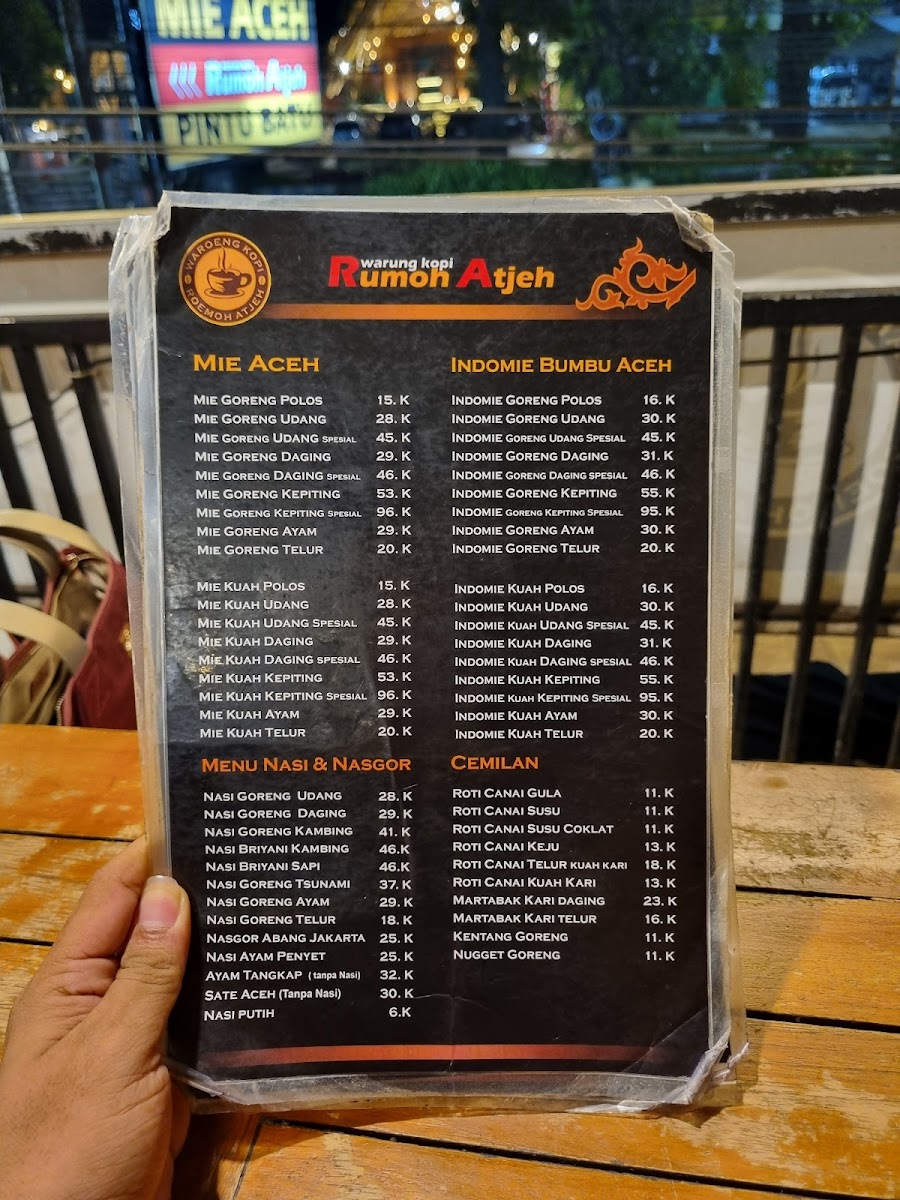 MIE ACEH
Rumoh Atjeh
PINTU BATU
WAROENG KOPI
ROEMOH ATJEH
warung kopi
Rumoh Atjeh
MIE ACEH
MIE GORENG POLOS 15. K
MIE GORENG UDANG 28. K
MIE GORENG UDANG SPESIAL 45. K
MIE GORENG DAGING 29. K
MIE GORENG DAGING SPESIAL 46. K
MIE GORENG KEPITING 53. K
MIE GORENG KEPITING SPESIAL 96. K
MIE GORENG AYAM 29. K
MIE GORENG TELUR 20. K
MIE KUAH POLOS 15. K
MIE KUAH UDANG 28. K
MIE KUAH UDANG SPESIAL 45. K
MIE KUAH DAGING 29. K
MIE KUAH DAGING SPESIAL 46. K
MIE KUAH KEPITING 53. K
MIE KUAH KEPITING SPESIAL 96. K
MIE KUAH AYAM 29. K
MIE KUAH TELUR 20. K
MENU NASI & NASGOR
NASI GORENG UDANG 28. K
NASI GORENG DAGING 29. K
NASI GORENG KAMBING 41. K
NASI BRIYANI KAMBING 46.K
NASI BRIYANI SAPI 46.K
NASI GORENG TSUNAMI 37. K
NASI GORENG AYAM 29. K
NASI GORENG TELUR 18. K
NASGOR ABANG JAKARTA 25. K
NASI AYAM PENYET 25. K
AYAM TANGKAP ( tanpa Nasi) 32. K
SATE ACEH (Tanpa Nasi) 30. K
NASI PUTIH 6.K
INDOMIE BUMBU ACEH
INDOMIE GORENG POLOS 16. K
INDOMIE GORENG UDANG 30. K
INDOMIE GORENG UDANG SPESIAL 45. K
INDOMIE GORENG DAGING 31. K
INDOMIE GORENG DAGING SPESIAL 46. K
INDOMIE GORENG KEPITING 55. K
INDOMIE GORENG KEPITING SPESIAL 95. K
INDOMIE GORENG AYAM 30. K
INDOMIE GORENG TELUR 20. K
INDOMIE KUAH POLOS 16. K
INDOMIE KUAH UDANG 30. K
INDOMIE KUAH UDANG SPESIAL 45. K
INDOMIE KUAH DAGING 31. K
INDOMIE KUAH DAGING SPESIAL 46. K
INDOMIE KUAH KEPITING 55. K
INDOMIE KUAH KEPITING SPESIAL 95. K
INDOMIE KUAH AYAM 30. K
INDOMIE KUAH TELUR 20. K
CEMILAN
ROTI CANAI GULA 11. K
ROTI CANAI SUSU 11. K
ROTI CANAI SUSU COKLAT 11. K
ROTI CANAI KEJU 13. K
ROTI CANAI TELUR KUAH KARI 18. K
ROTI CANAI KUAH KARI 13. K
MARTABAK KARI DAGING 23. K
MARTABAK KARI TELUR 16. K
KENTANG GORENG 11. K
NUGGET GORENG 11. K